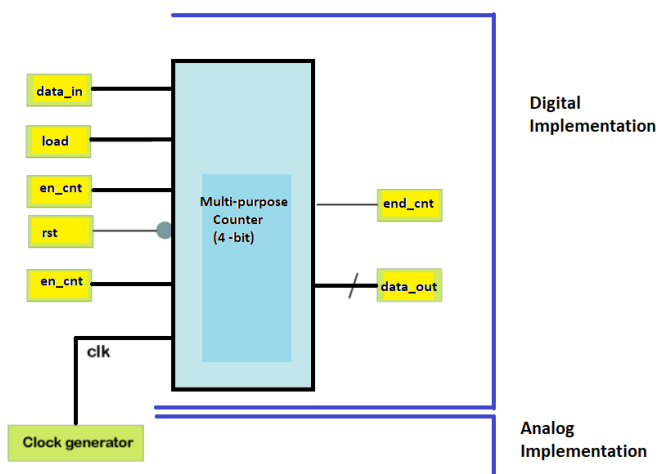 data_in
load
en_cnt
rst
en_cnt
clk
Clock generator
Multi-purpose
Counter
(4 -bit)
end_cnt
data_out
Digital
Implementation
Analog
Implementation